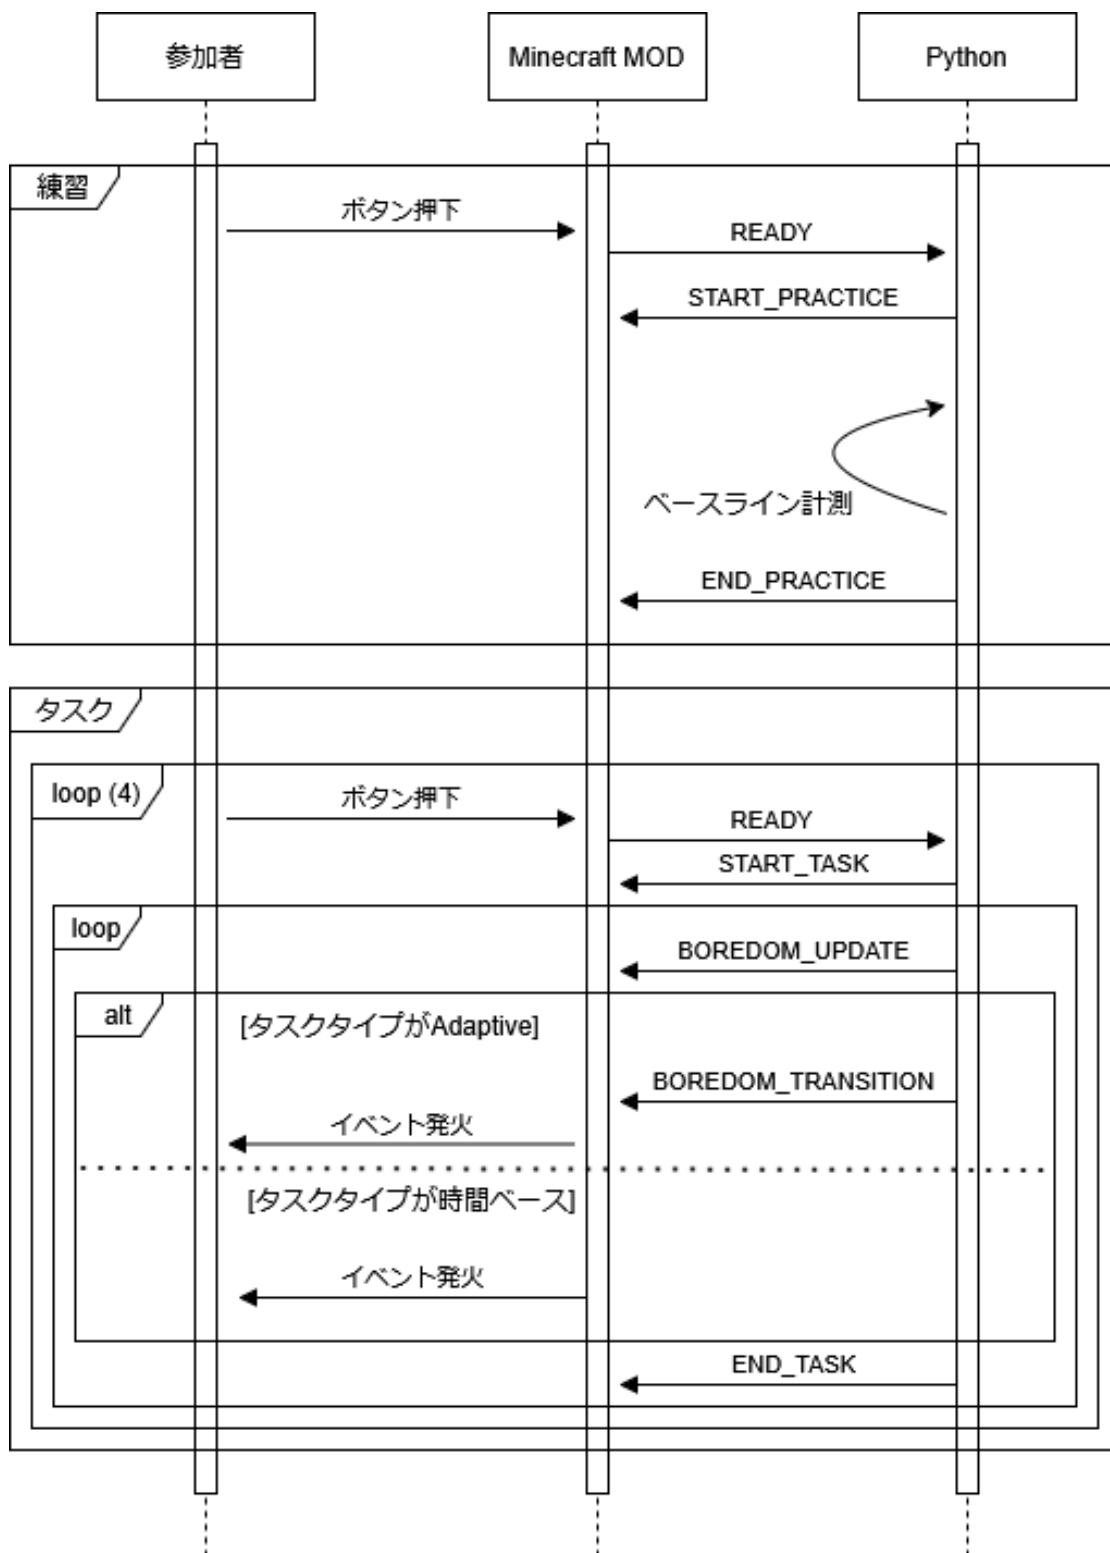 参加者
Minecraft MOD
Python
練習
ボタン押下
READY
START_PRACTICE
ベースライン計測
END_PRACTICE
タスク
loop (4)
ボタン押下
READY
START_TASK
loop
BOREDOM_UPDATE
alt
[タスクタイプがAdaptive]
BOREDOM_TRANSITION
イベント発火
[タスクタイプが時間ベース]
イベント発火
END_TASK